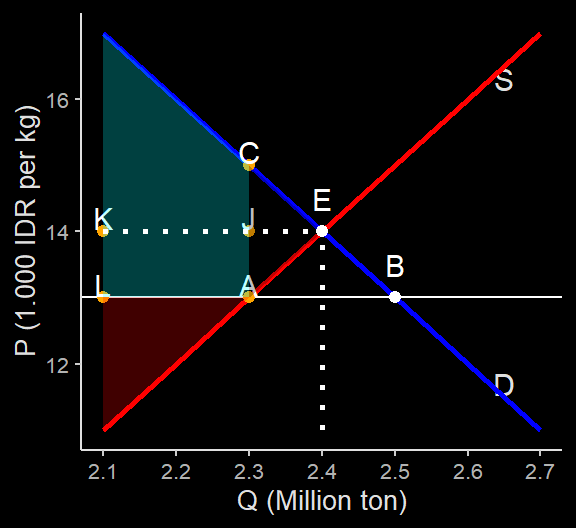 P (1.000 IDR per kg)
16
14
12
S
C
E
K
J
B
L
A
D
2.1 2.2 2.3 2.4 2.5 2.6 2.7
Q (Million ton)